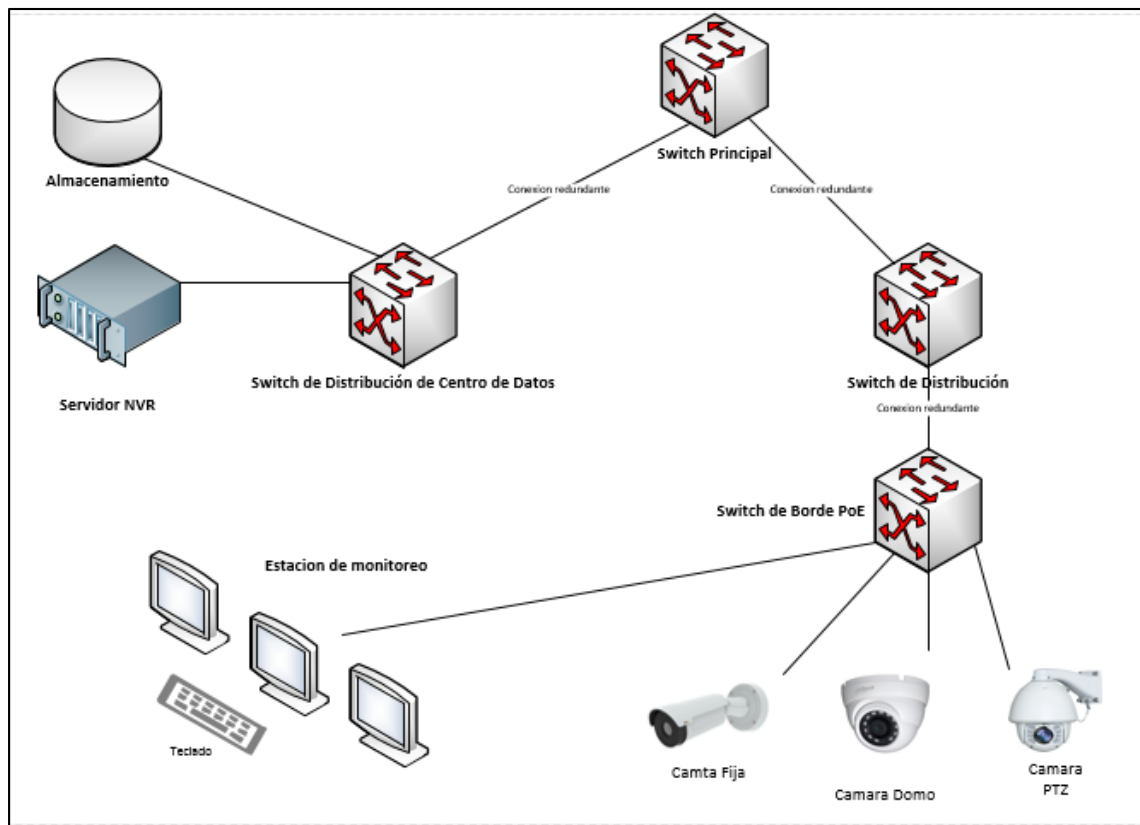 Switch Principal
Almacenamiento
Conexion redundante
Conexion redundante
Switch de Distribución de Centro de Datos
Switch de Distribución
Servidor NVR
Conexion redundante
Switch de Borde PoE
Estacion de monitoreo
Teclado
Camta Fija
Camara Domo
Camara
PTZ